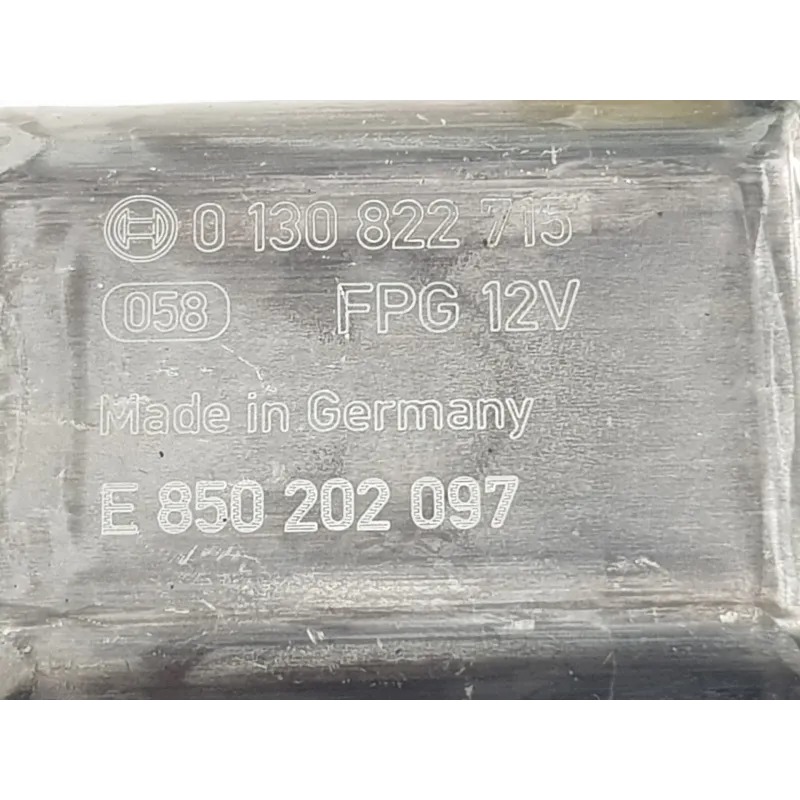 0 130 822 715
058 FPG 12V
Made in Germany
E 850 202 097